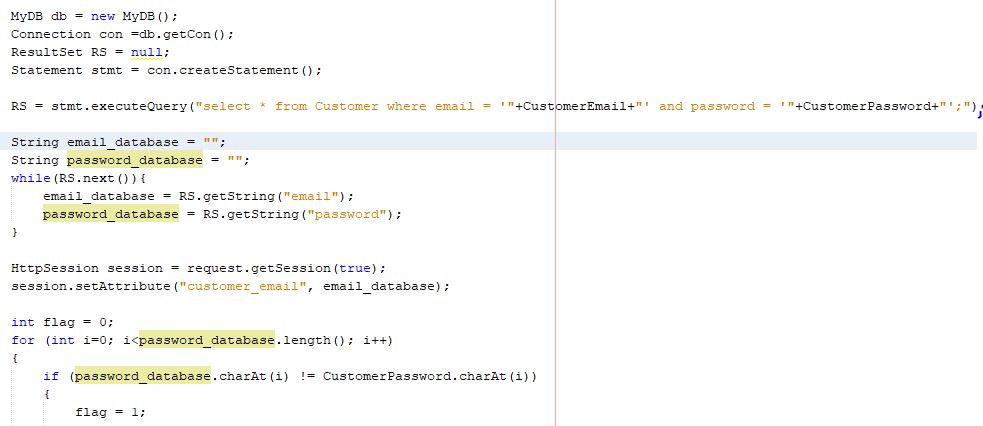 MyDB db = new MyDB();
Connection con =db.getCon();
ResultSet RS = null;
Statement stmt = con.createStatement();
RS = stmt.executeQuery("select * from Customer where email = '"+CustomerEmail+"' and password = '"+CustomerPassword+"';");
String email_database = "";
String password_database = "";
while(RS.next()){
email_database = RS.getString("email");
password_database = RS.getString("password");
}
HttpSession session = request.getSession(true);
session.setAttribute("customer_email", email_database);
int flag = 0;
for (int i=0; i<password_database.length(); i++)
{
if (password_database.charAt(i) != CustomerPassword.charAt(i))
{
flag = 1;